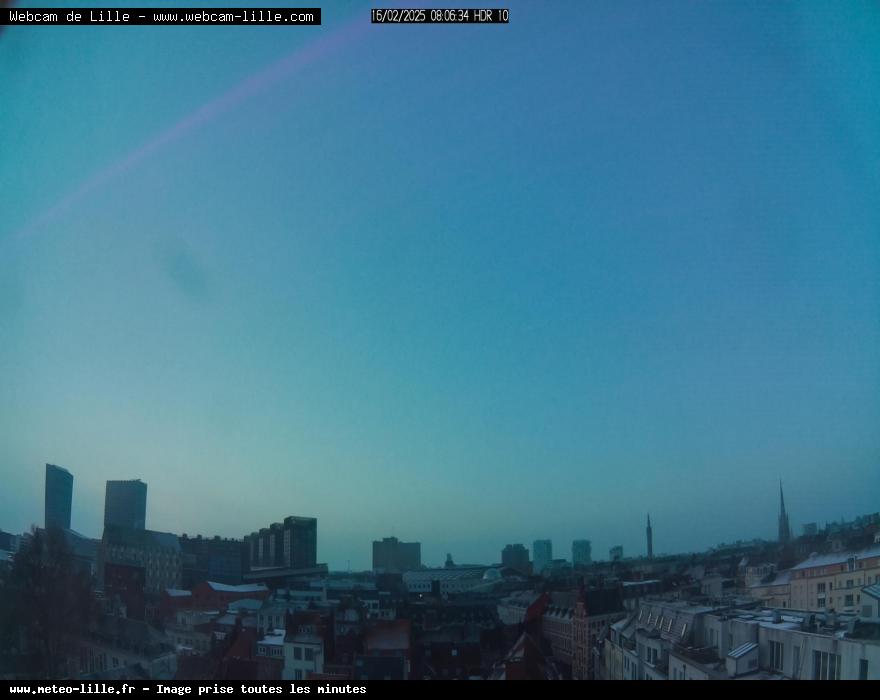 Webcam de Lille - www.webcam-lille.com
16/02/2025 08:06:34 HDR 10
www.meteo-lille.fr - Image prise toutes les minutes